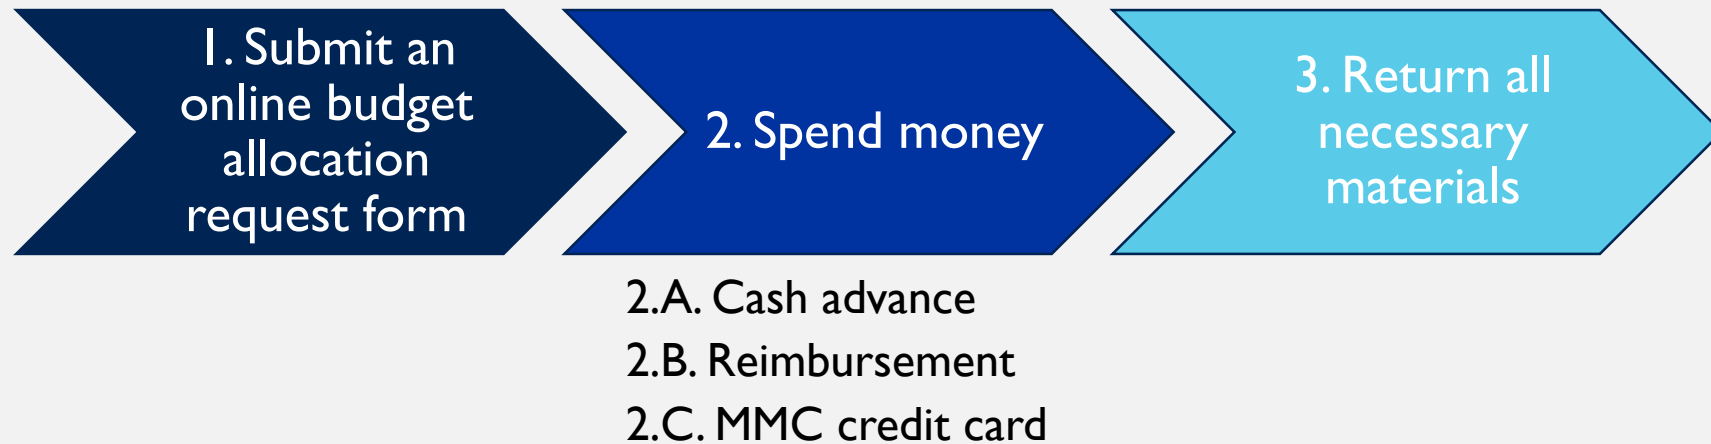 1. Submit an
online budget
allocation
request form
2. Spend money
3. Return all
necessary
materials
2.A. Cash advance
2.B. Reimbursement
2.C. MMC credit card